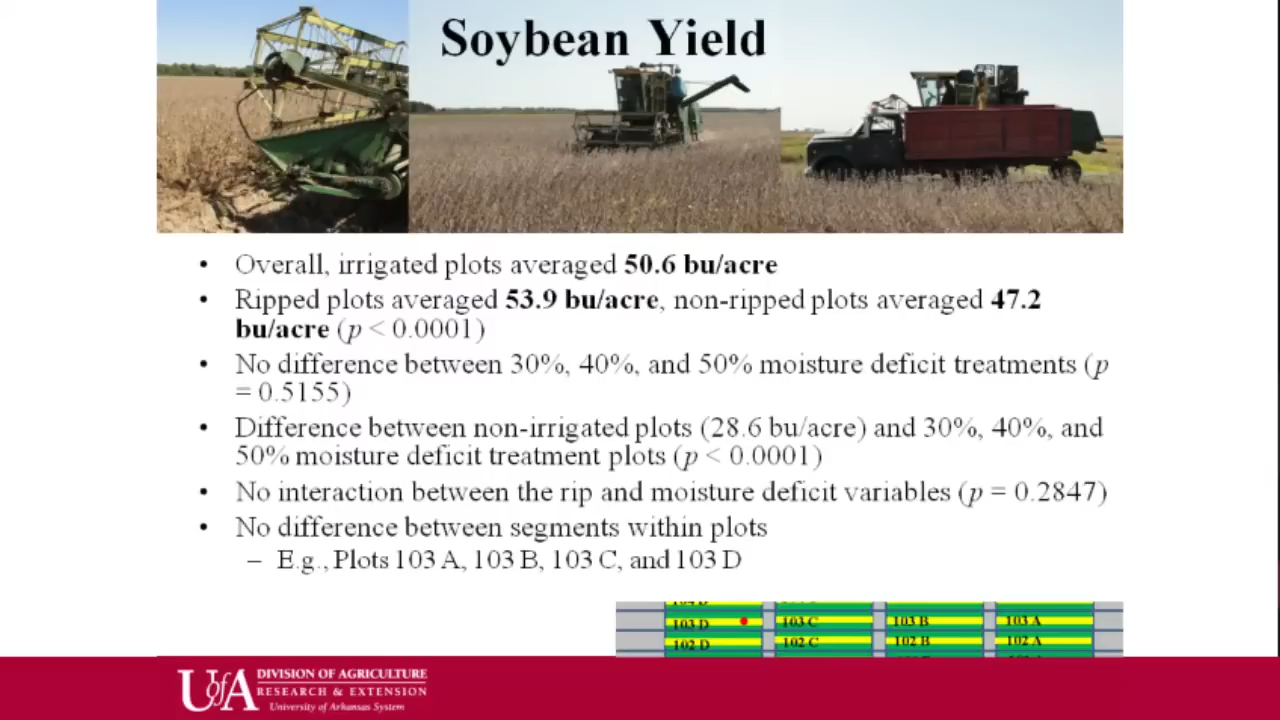 Soybean Yield
• Overall, irrigated plots averaged 50.6 bu/acre
• Ripped plots averaged 53.9 bu/acre, non-ripped plots averaged 47.2
bu/acre (p < 0.0001)
• No difference between 30%, 40%, and 50% moisture deficit treatments (p
= 0.5155)
• Difference between non-irrigated plots (28.6 bu/acre) and 30%, 40%, and
50% moisture deficit treatment plots (p < 0.0001)
• No interaction between the rip and moisture deficit variables (p = 0.2847)
• No difference between segments within plots
– E.g., Plots 103 A, 103 B, 103 C, and 103 D
103 D 103 C 103 B 103 A
102 D 102 C 102 B 102 A
UofA DIVISION OF AGRICULTURE
RESEARCH & EXTENSION
University of Arkansas System